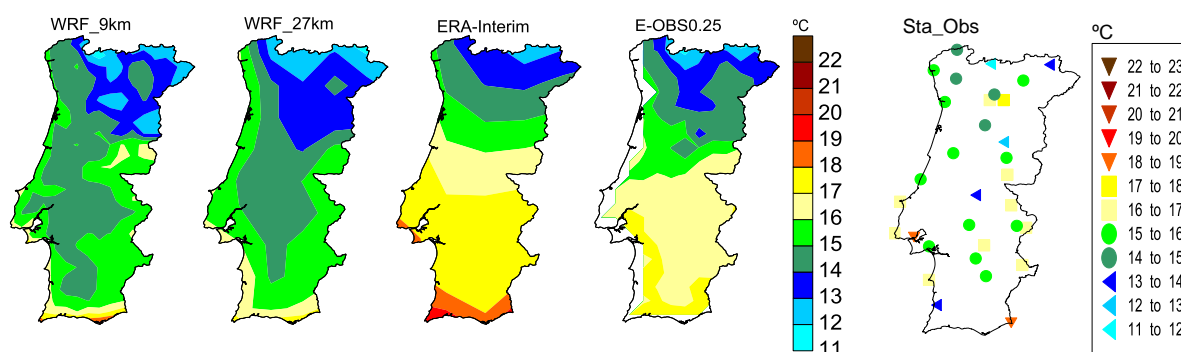 WRF_9km
WRF_27km
ERA-Interim
E-OBS0.25
ºC
22
21
20
19
18
17
16
15
14
13
12
11
Sta_Obs
ºC
22 to 23
21 to 22
20 to 21
19 to 20
18 to 19
17 to 18
16 to 17
15 to 16
14 to 15
13 to 14
12 to 13
11 to 12